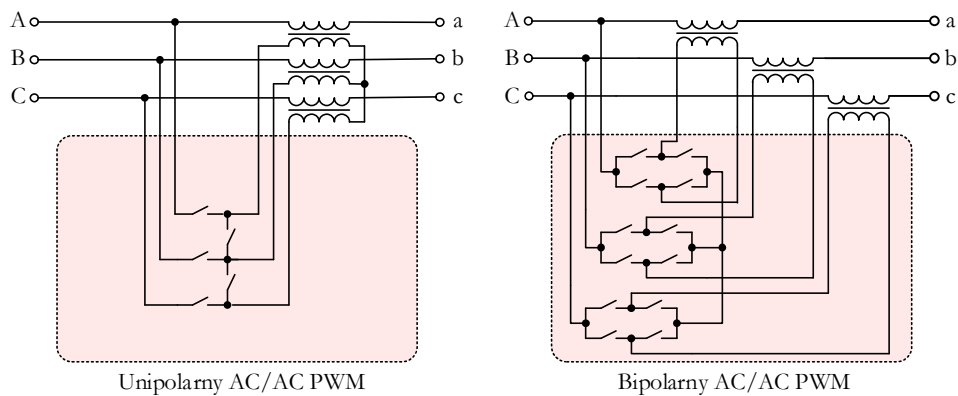 A a A a
B b B b
C c C c
Unipolarny AC/AC PWM
Bipolarny AC/AC PWM